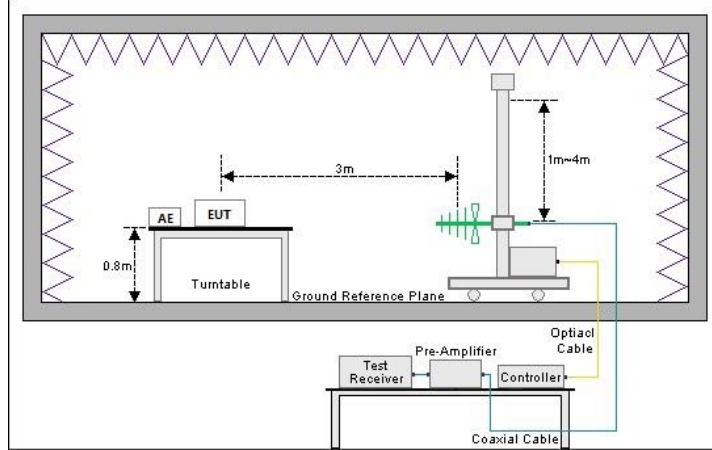 3m
1m~4m
AE
EUT
0.8m
Turntable
Ground Reference Plane
Optiacl
Cable
Pre-Amplifier
Test
Receiver
Controller
Coaxial Cable